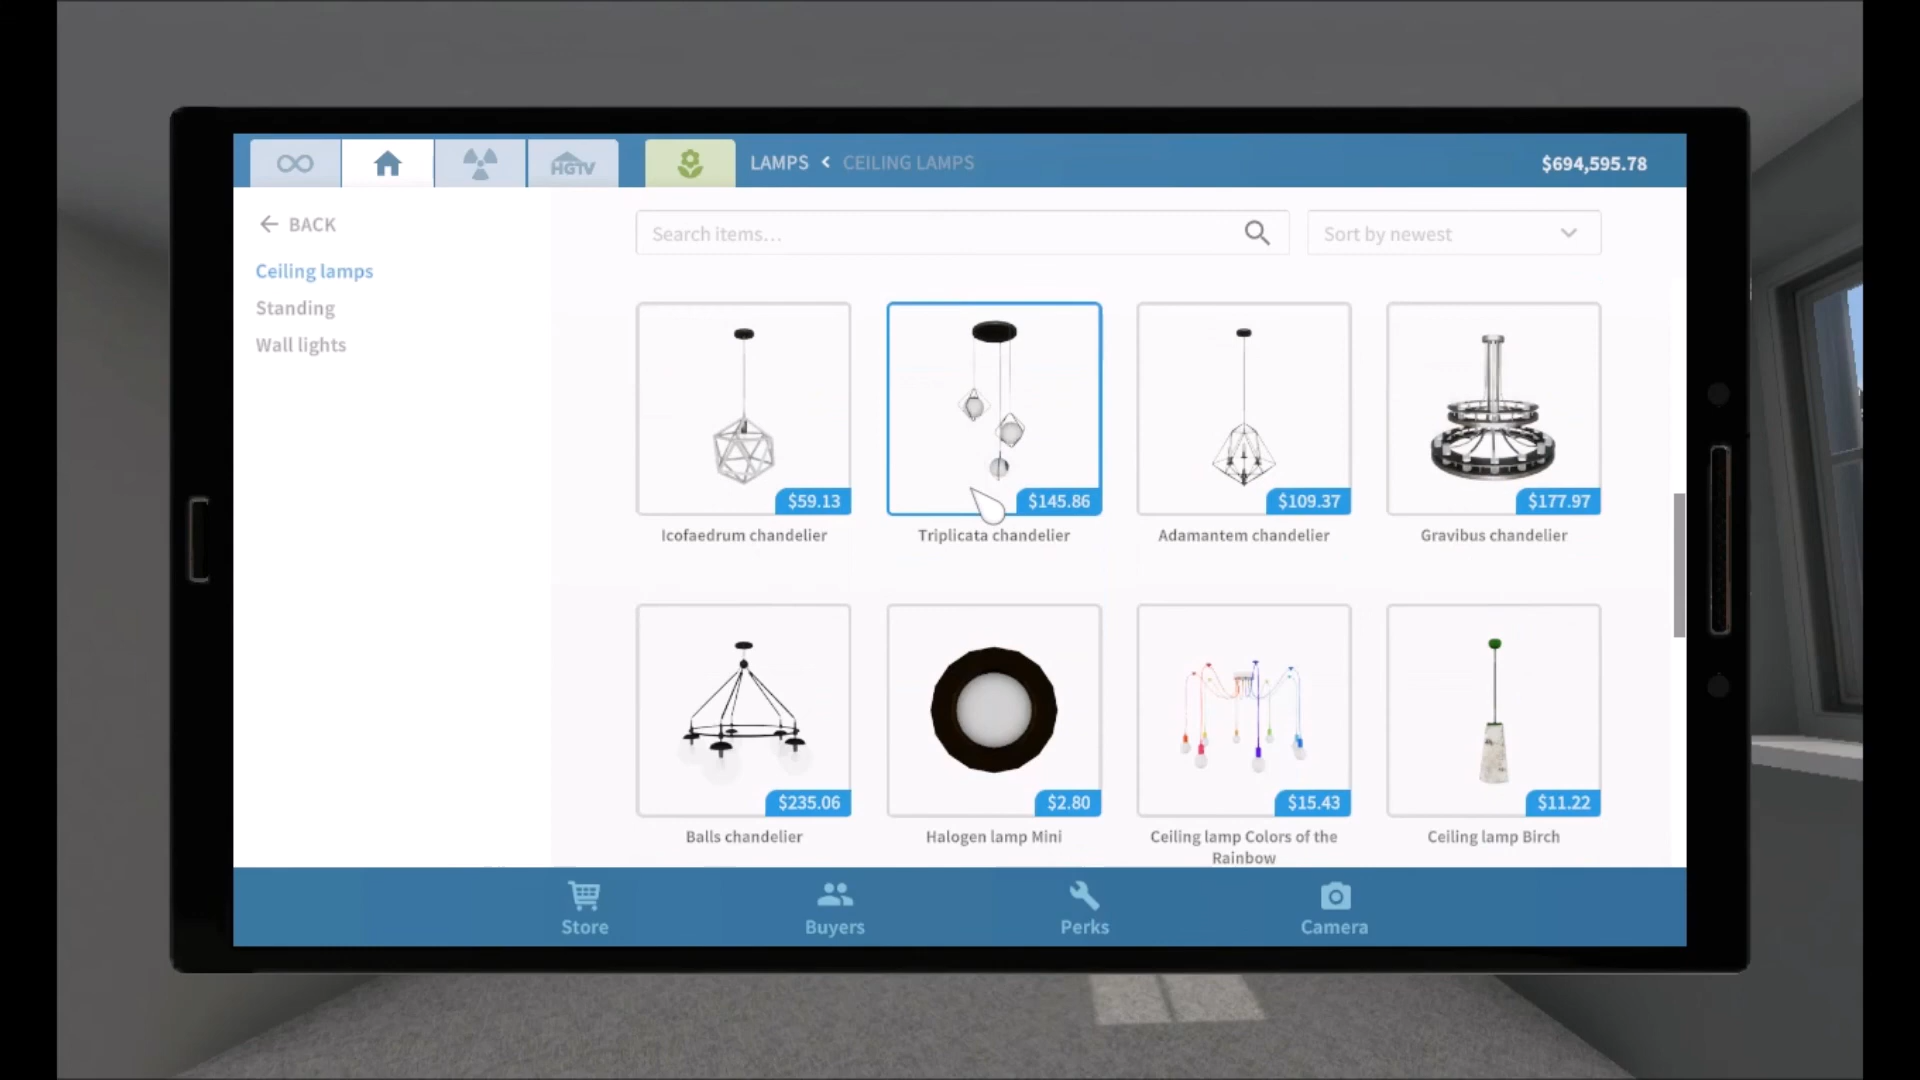 HGTV
LAMPS < CEILING LAMPS
$694,595.78
BACK
Search items...
Sort by newest
Ceiling lamps
Standing
Wall lights
$59.13
$145.86
$109.37
$177.97
Icofaedrum chandelier
Triplicata chandelier
Adamantem chandelier
Gravibus chandelier
$235.06
$2.80
$15.43
$11.22
Balls chandelier
Halogen lamp Mini
Ceiling lamp Colors of the
Rainbow
Ceiling lamp Birch
Store
Buyers
Perks
Camera